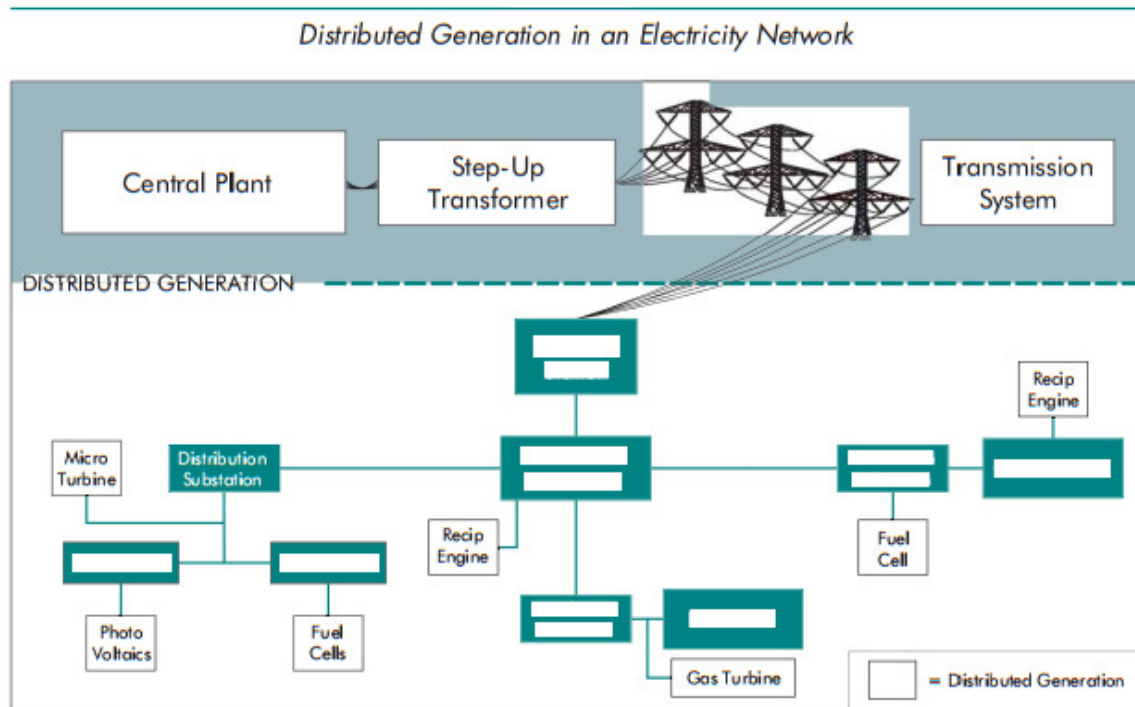 Distributed Generation in an Electricity Network
Central Plant
Step-Up
Transformer
Transmission
System
DISTRIBUTED GENERATION
Recip
Engine
Micro
Turbine
Distribution
Substation
Recip
Engine
Fuel
Cell
Photo
Voltaics
Fuel
Cells
Gas Turbine
= Distributed Generation